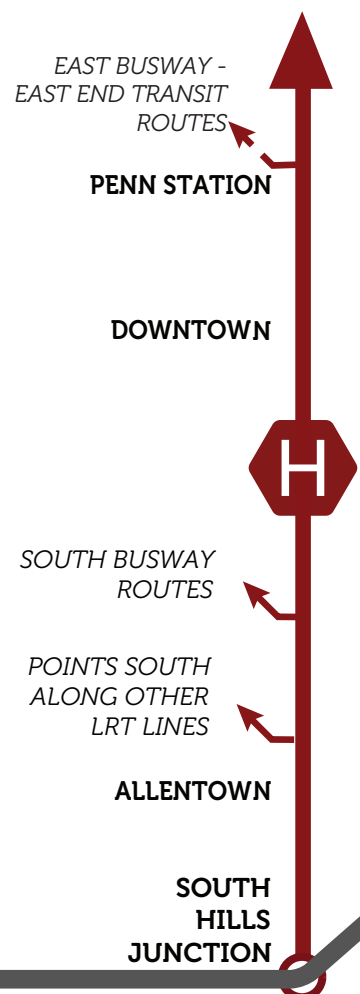 EAST BUSWAY -
EAST END TRANSIT
ROUTES
PENN STATION
DOWNTOWN
H
SOUTH BUSWAY
ROUTES
POINTS SOUTH
ALONG OTHER
LRT LINES
ALLENTOWN
SOUTH
HILLS
JUNCTION